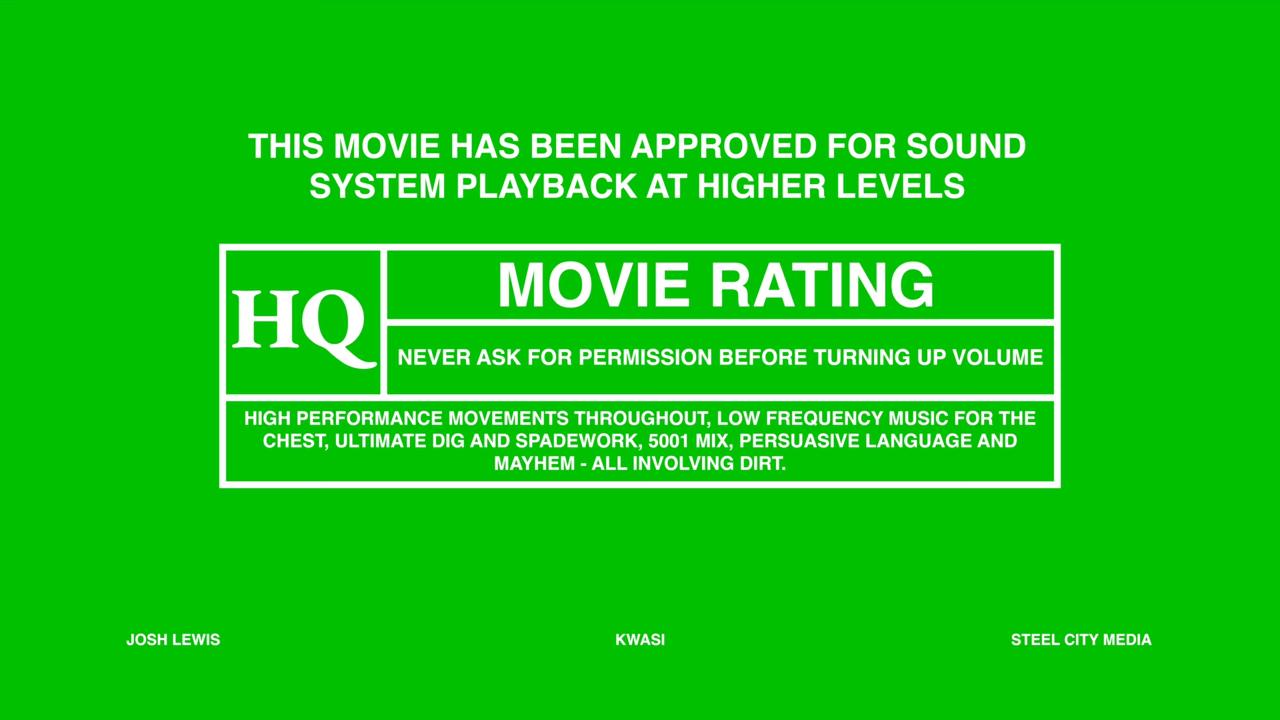 THIS MOVIE HAS BEEN APPROVED FOR SOUND
SYSTEM PLAYBACK AT HIGHER LEVELS
HQ
MOVIE RATING
NEVER ASK FOR PERMISSION BEFORE TURNING UP VOLUME
HIGH PERFORMANCE MOVEMENTS THROUGHOUT, LOW FREQUENCY MUSIC FOR THE
CHEST, ULTIMATE DIG AND SPADEWORK, 5001 MIX, PERSUASIVE LANGUAGE AND
MAYHEM - ALL INVOLVING DIRT.
JOSH LEWIS
KWASI
STEEL CITY MEDIA